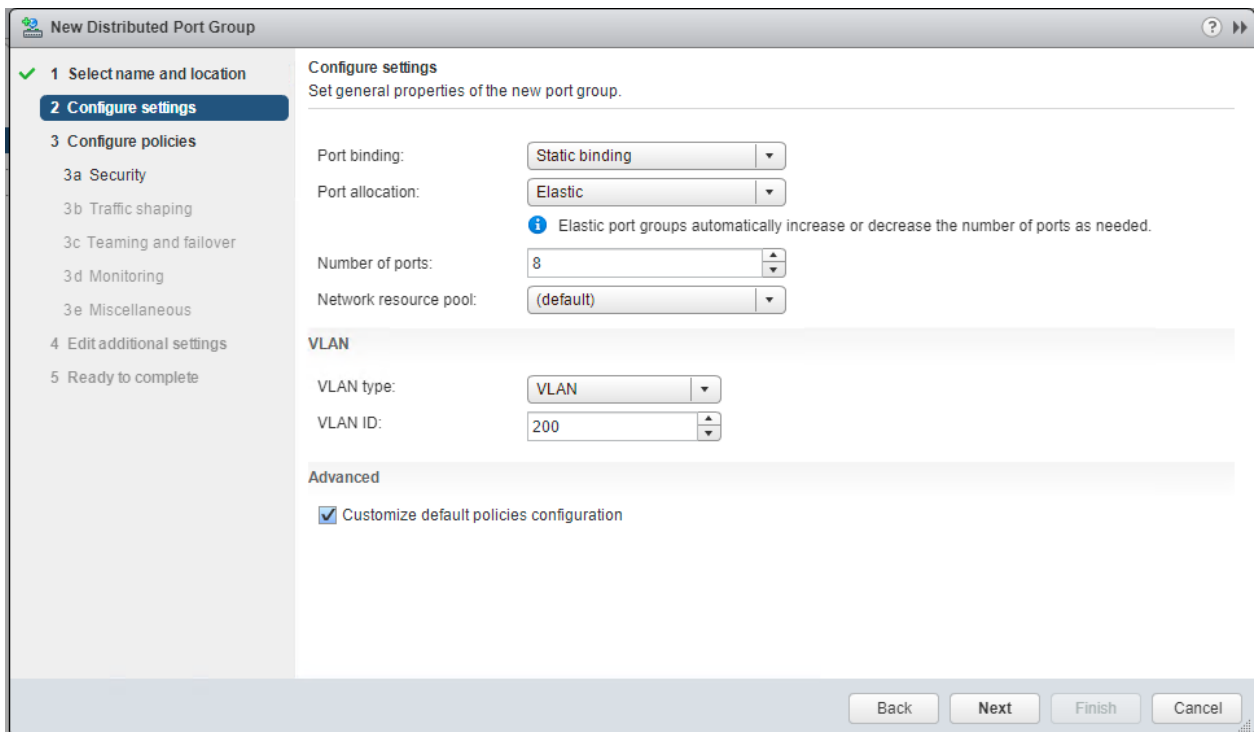 New Distributed Port Group
1 Select name and location
2 Configure settings
3 Configure policies
3a Security
3b Traffic shaping
3c Teaming and failover
3d Monitoring
3e Miscellaneous
4 Edit additional settings
5 Ready to complete
Configure settings
Set general properties of the new port group.
Port binding: Static binding
Port allocation: Elastic
Elastic port groups automatically increase or decrease the number of ports as needed.
Number of ports: 8
Network resource pool: (default)
VLAN
VLAN type: VLAN
VLAN ID: 200
Advanced
Customize default policies configuration
Back Next Finish Cancel